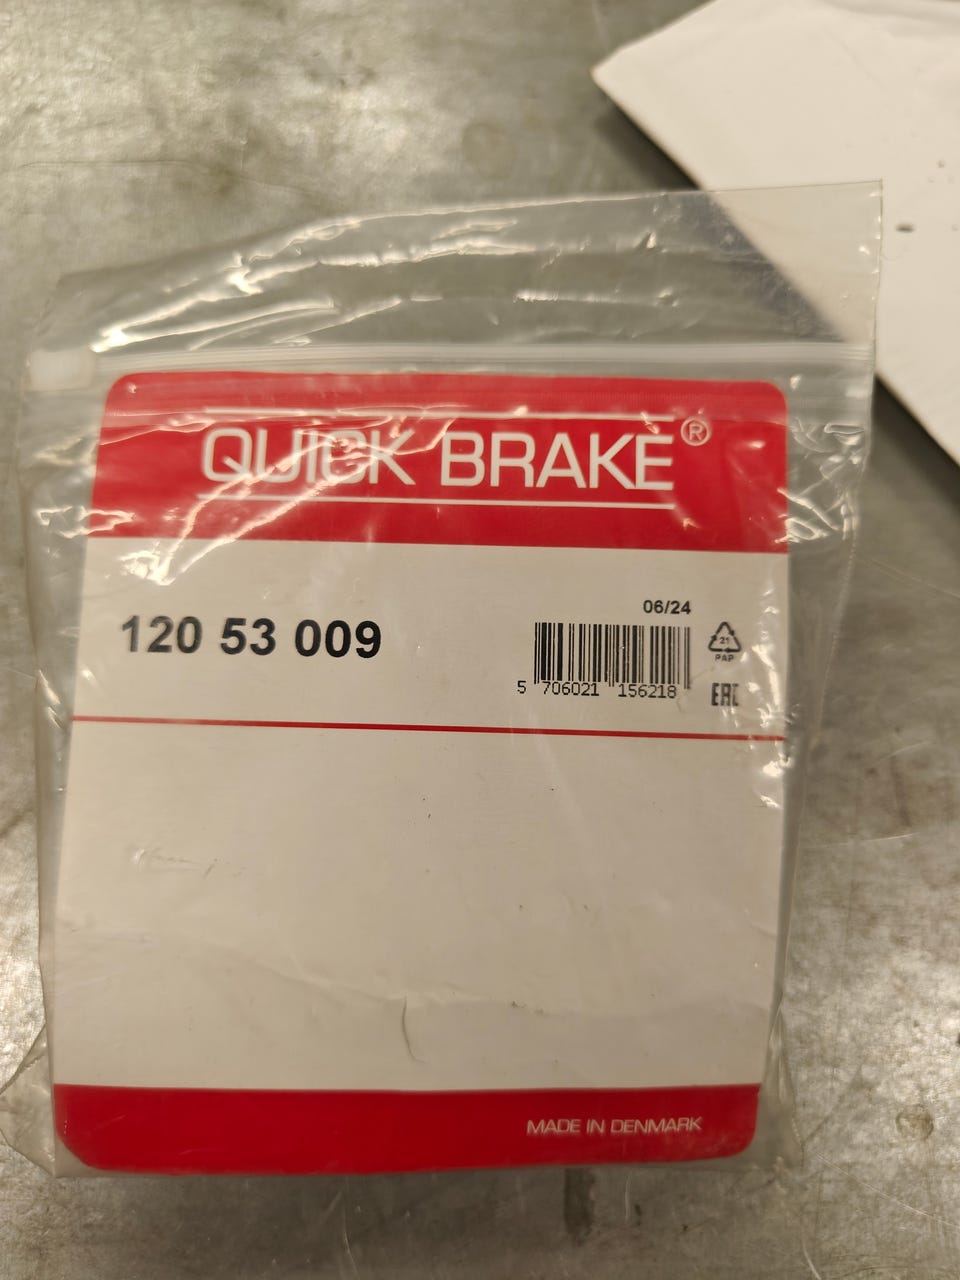 QUICK BRAKE®
120 53 009
06/24
5 706021 156218
21
PAP
EAC
MADE IN DENMARK